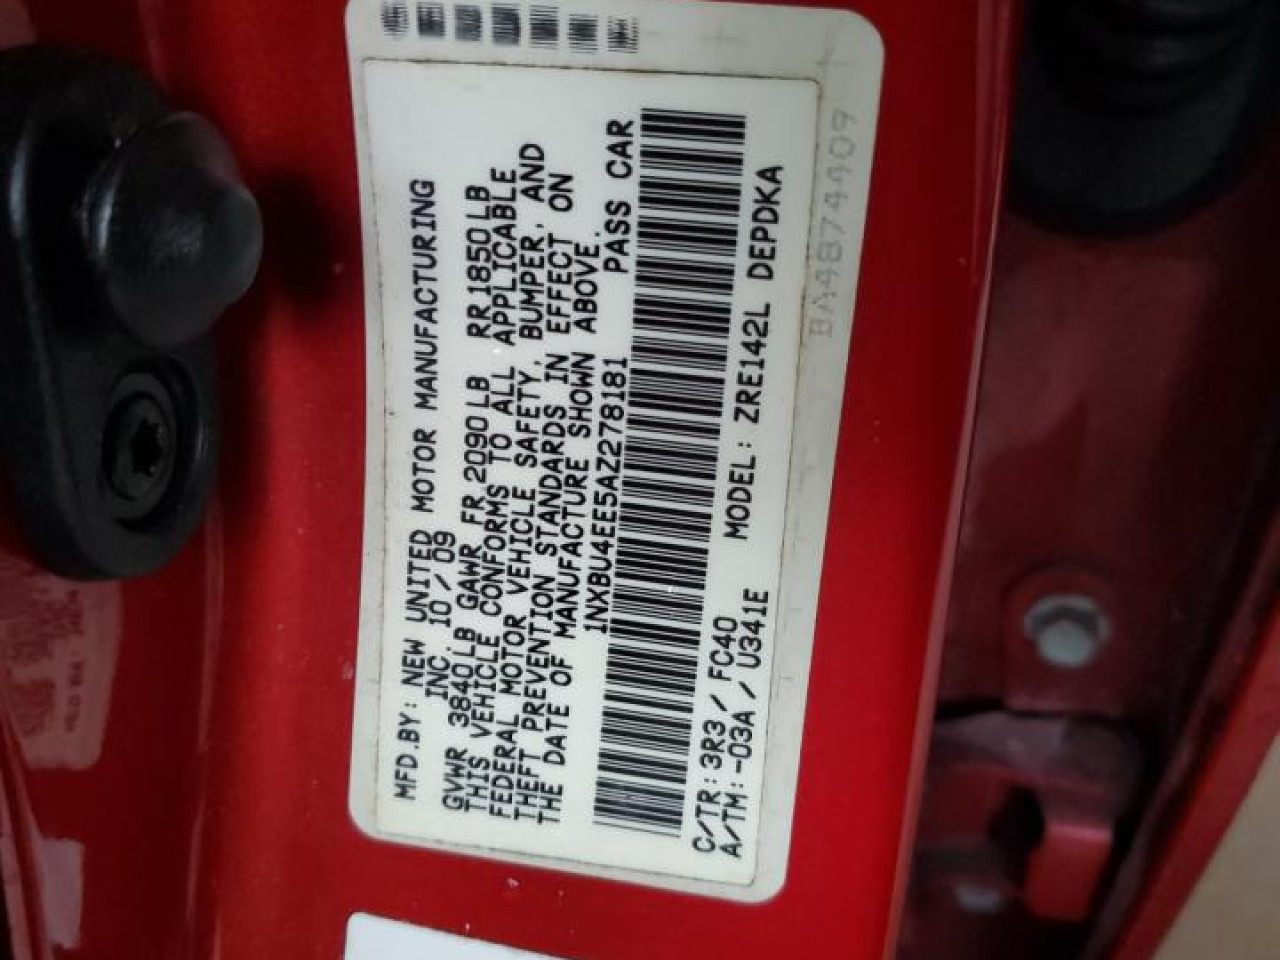 MFD.BY: NEW UNITED MOTOR MANUFACTURING
INC. 10/09
GVWR 3840LB GAWR FR 2090LB RR 1850LB
THIS VEHICLE CONFORMS TO ALL APPLICABLE
FEDERAL MOTOR VEHICLE SAFETY, BUMPER, AND
THEFT PREVENTION STANDARDS IN EFFECT ON
THE DATE OF MANUFACTURE SHOWN ABOVE.
1NXBU4EE5AZ278181 PASS CAR
C/TR: 3R3/FC40 MODEL: ZRE142L DEPDKA
A/TM: -03A/U341E
BA4874409